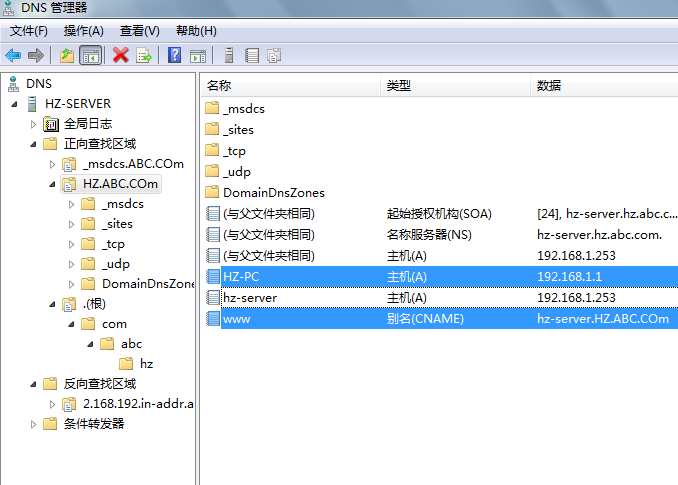 DNS 管理器
文件(F) 操作(A) 查看(V) 帮助(H)
DNS
HZ-SERVER
全局日志
正向查找区域
_msdcs.ABC.COm
HZ.ABC.COm
_msdcs
_sites
_tcp
_udp
DomainDnsZone
.(根)
com
abc
hz
反向查找区域
2.168.192.in-addr.a
条件转发器
名称 类型 数据
_msdcs
_sites
_tcp
_udp
DomainDnsZones
(与父文件夹相同) 起始授权机构(SOA) [24], hz-server.hz.abc.c...
(与父文件夹相同) 名称服务器(NS) hz-server.hz.abc.com.
(与父文件夹相同) 主机(A) 192.168.1.253
HZ-PC 主机(A) 192.168.1.1
hz-server 主机(A) 192.168.1.253
www 别名(CNAME) hz-server.HZ.ABC.COm